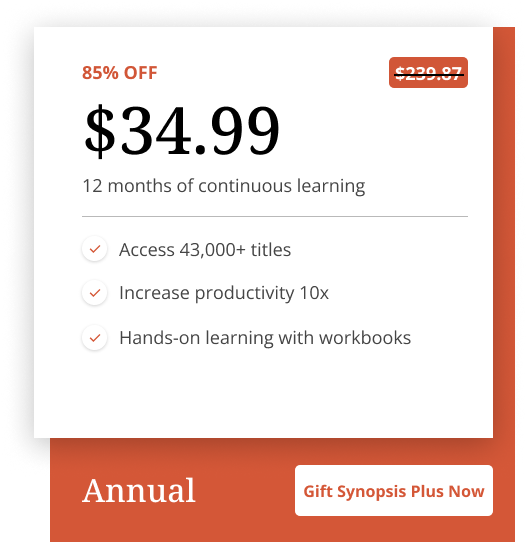 85% OFF
$239.87
$34.99
12 months of continuous learning
Access 43,000+ titles
Increase productivity 10x
Hands-on learning with workbooks
Annual
Gift Synopsis Plus Now